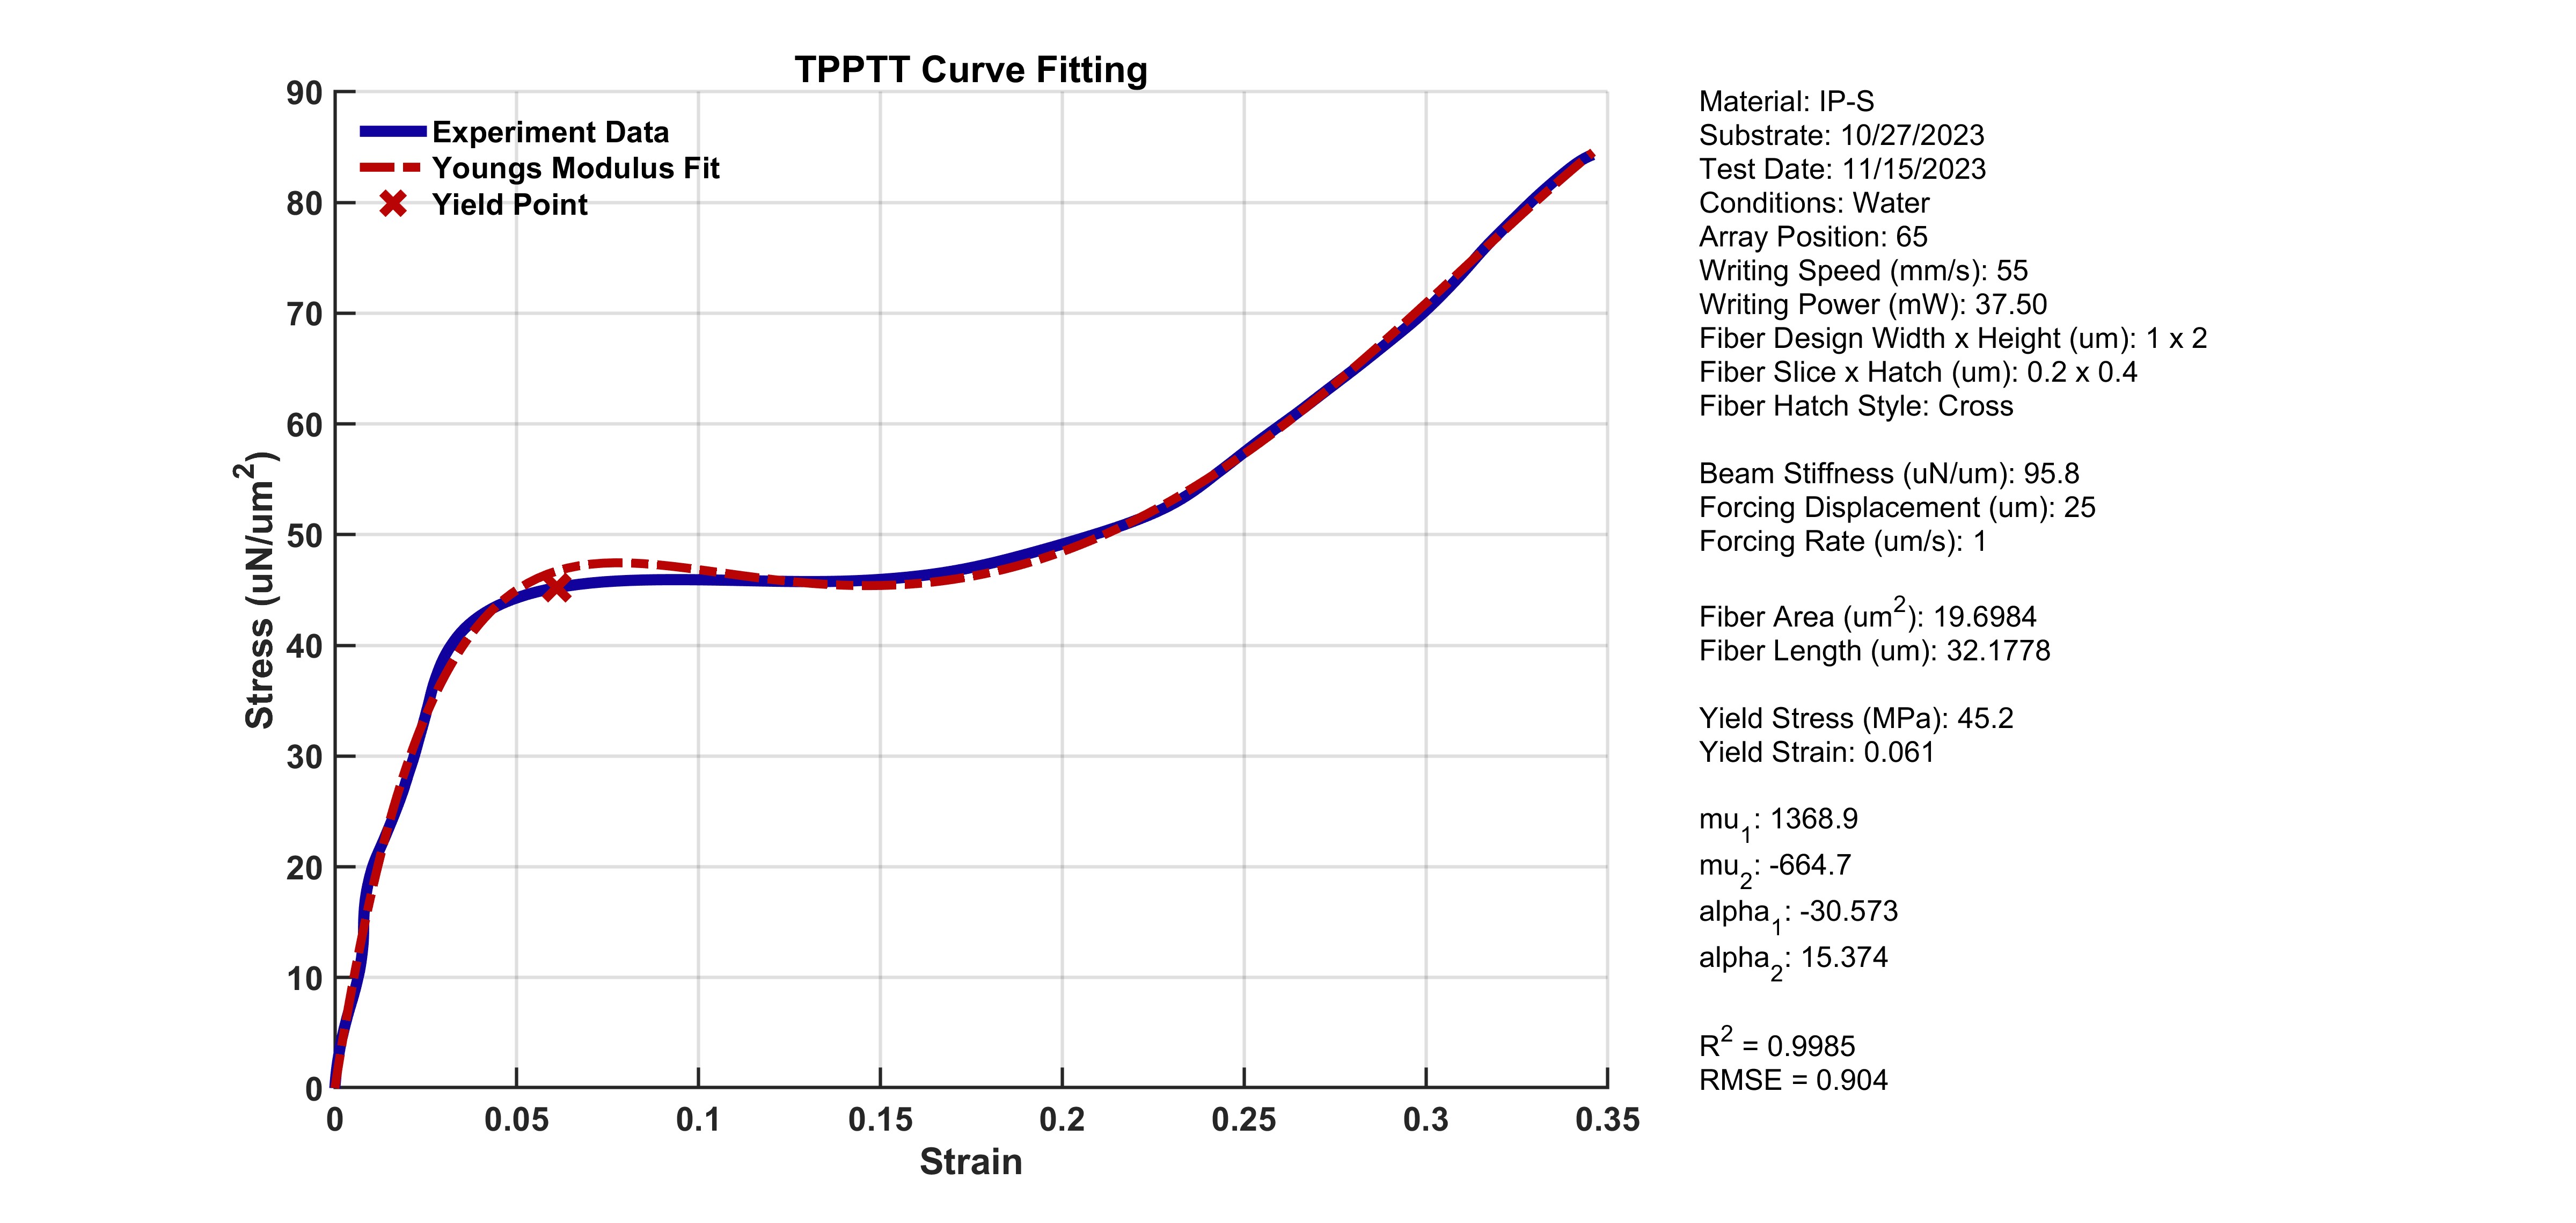 TPPTT Curve Fitting
90
80
70
60
50
40
30
20
10
0
Stress (uN/um²)
Experiment Data
Youngs Modulus Fit
Yield Point
0 0.05 0.1 0.15 0.2 0.25 0.3 0.35
Strain
Material: IP-S
Substrate: 10/27/2023
Test Date: 11/15/2023
Conditions: Water
Array Position: 65
Writing Speed (mm/s): 55
Writing Power (mW): 37.50
Fiber Design Width x Height (um): 1 x 2
Fiber Slice x Hatch (um): 0.2 x 0.4
Fiber Hatch Style: Cross
Beam Stiffness (uN/um): 95.8
Forcing Displacement (um): 25
Forcing Rate (um/s): 1
Fiber Area (um²): 19.6984
Fiber Length (um): 32.1778
Yield Stress (MPa): 45.2
Yield Strain: 0.061
mu₁: 1368.9
mu₂: -664.7
alpha₁: -30.573
alpha₂: 15.374
R² = 0.9985
RMSE = 0.904